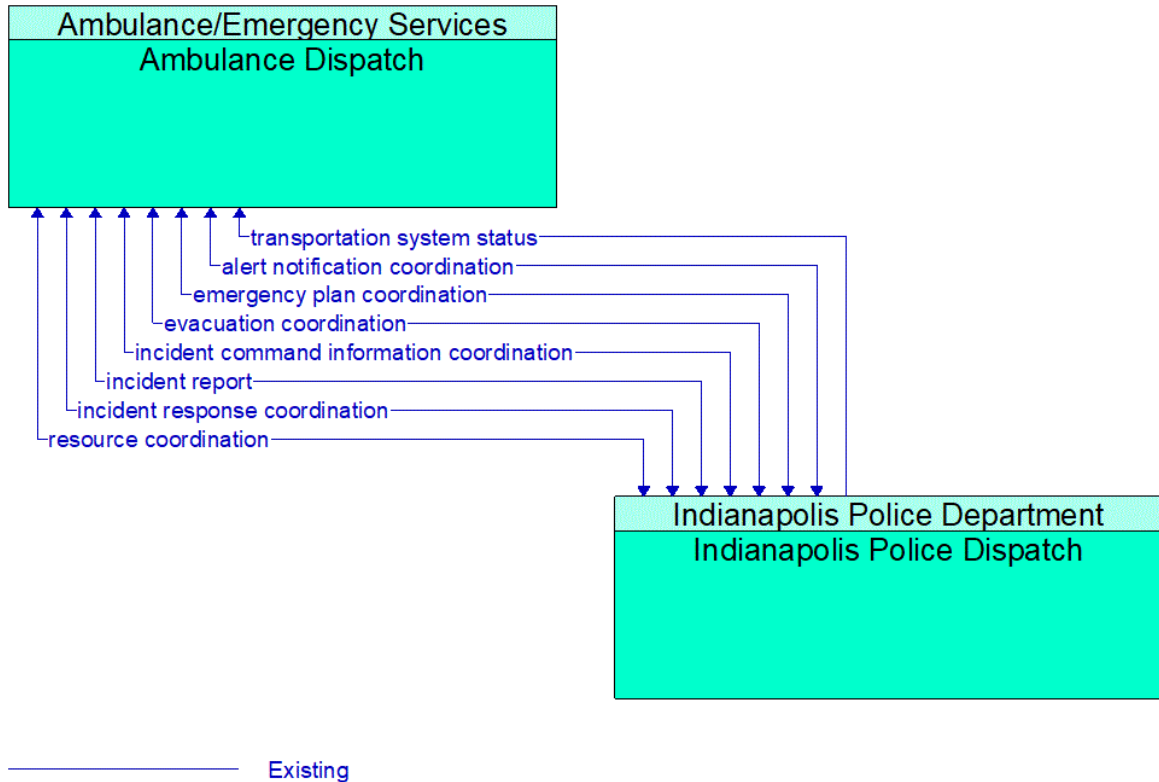 Ambulance/Emergency Services
Ambulance Dispatch
transportation system status
alert notification coordination
emergency plan coordination
evacuation coordination
incident command information coordination
incident report
incident response coordination
resource coordination
Indianapolis Police Department
Indianapolis Police Dispatch
Existing